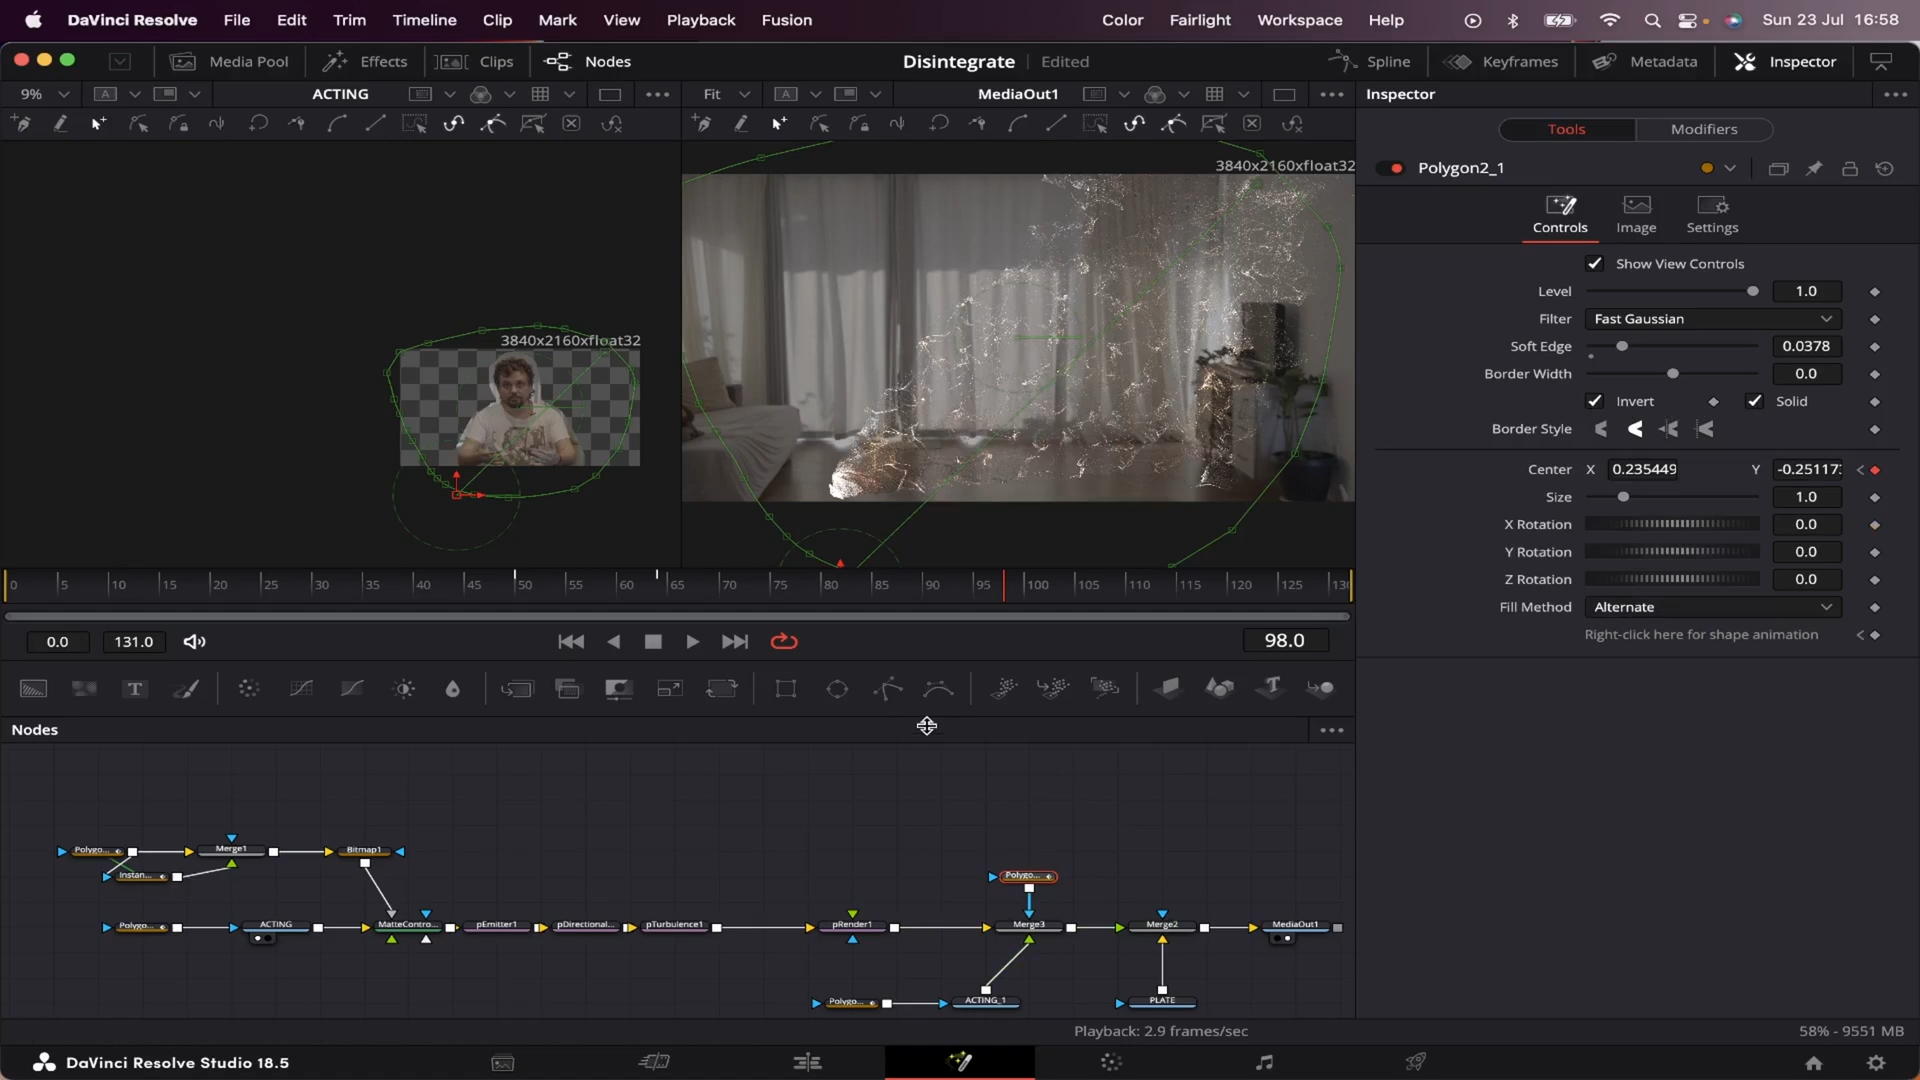 DaVinci Resolve File Edit Trim Timeline Clip Mark View Playback Fusion Color Fairlight Workspace Help Sun 23 Jul 16:58
Media Pool Effects Clips Nodes Disintegrate Edited Spline Keyframes Metadata Inspector
9% A ACTING Fit A MediaOut1 Inspector
Tools Modifiers
Polygon2_1
3840x2160xfloat32
3840x2160xfloat32
Controls Image Settings
Show View Controls
Level 1.0
Filter Fast Gaussian
Soft Edge 0.0378
Border Width 0.0
Invert Solid
Border Style
Center X 0.235449 Y -0.251173
Size 1.0
X Rotation 0.0
Y Rotation 0.0
Z Rotation 0.0
Fill Method Alternate
Right-click here for shape animation
0 5 10 15 20 25 30 35 40 45 50 55 60 65 70 75 80 85 90 95 100 105 110 115 120 125
0.0 131.0 98.0
T T
Nodes
Polygo... Merge1 Bitmap1
Instan... Polygo...
Polygo... ACTING MatteContro... pEmitter1 pDirectional... pTurbulence1 pRender1 Merge3 Merge2 MediaOut1
Polygo... ACTING_1 PLATE
Playback: 2.9 frames/sec 58% - 9551 MB
DaVinci Resolve Studio 18.5